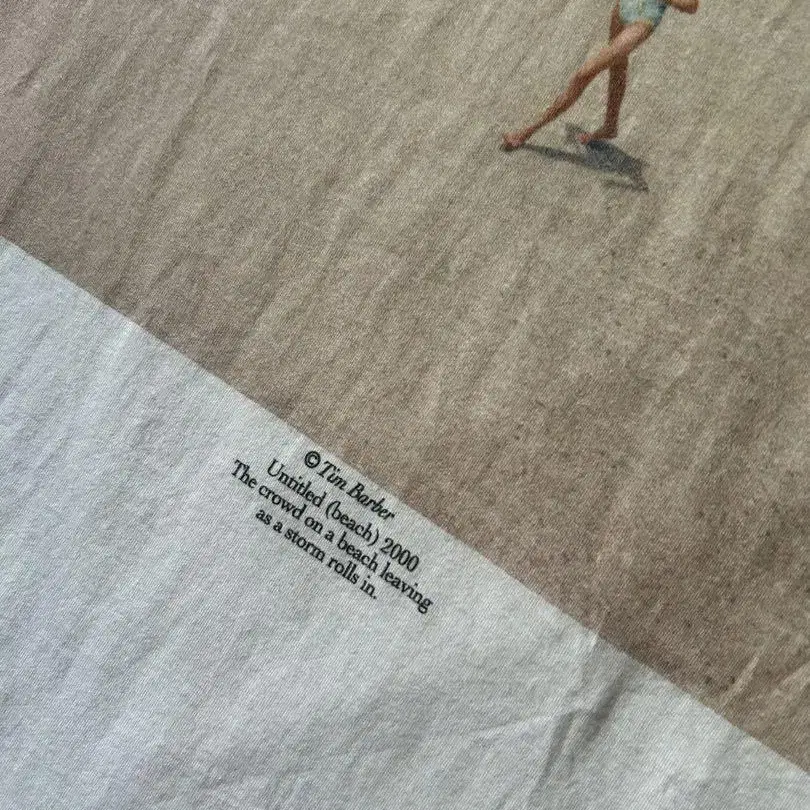 © Tim Barber
Untitled (beach) 2000
The crowd on a beach leaving
as a storm rolls in.